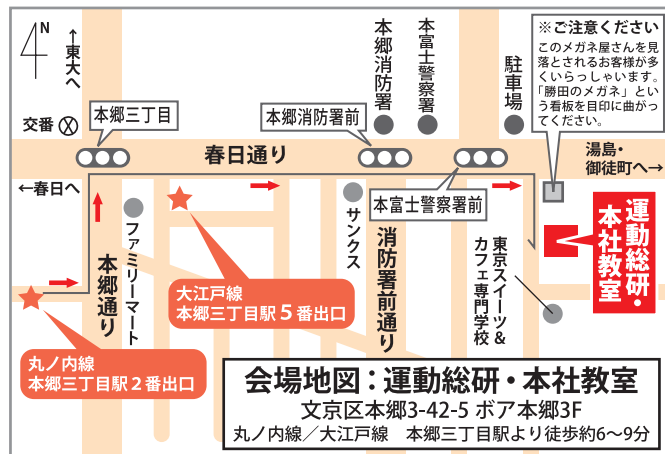 N
←東大へ
交番
本郷三丁目
本郷消防署
本富士警察署
駐車場
※ご注意ください
このメガネ屋さんを見
落とされるお客様が多
くいらっしゃいます。
「勝田のメガネ」とい
う看板を目印に曲がっ
てください。
本郷消防署前
春日通り
湯島・
御徒町へ→
←春日へ
本富士警察署前
ファミリーマート
本郷通り
サンクス
消防署前通り
東京スイーツ&
カフェ専門学校
運動総研・
本社教室
大江戸線
本郷三丁目駅5番出口
丸ノ内線
本郷三丁目駅2番出口
会場地図：運動総研・本社教室
文京区本郷3-42-5 ボア本郷3F
丸ノ内線／大江戸線　本郷三丁目駅より徒歩約6〜9分